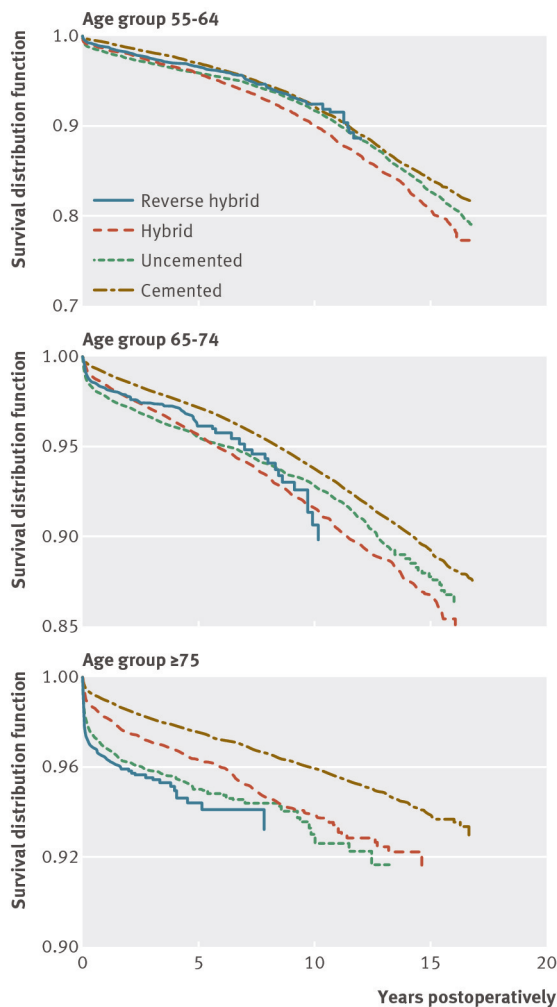 Age group 55-64
Survival distribution function
1.0
0.9
0.8
0.7
Reverse hybrid
Hybrid
Uncemented
Cemented
Age group 65-74
Survival distribution function
1.00
0.95
0.90
0.85
Age group ≥75
Survival distribution function
1.00
0.96
0.92
0.90
0 5 10 15 20
Years postoperatively